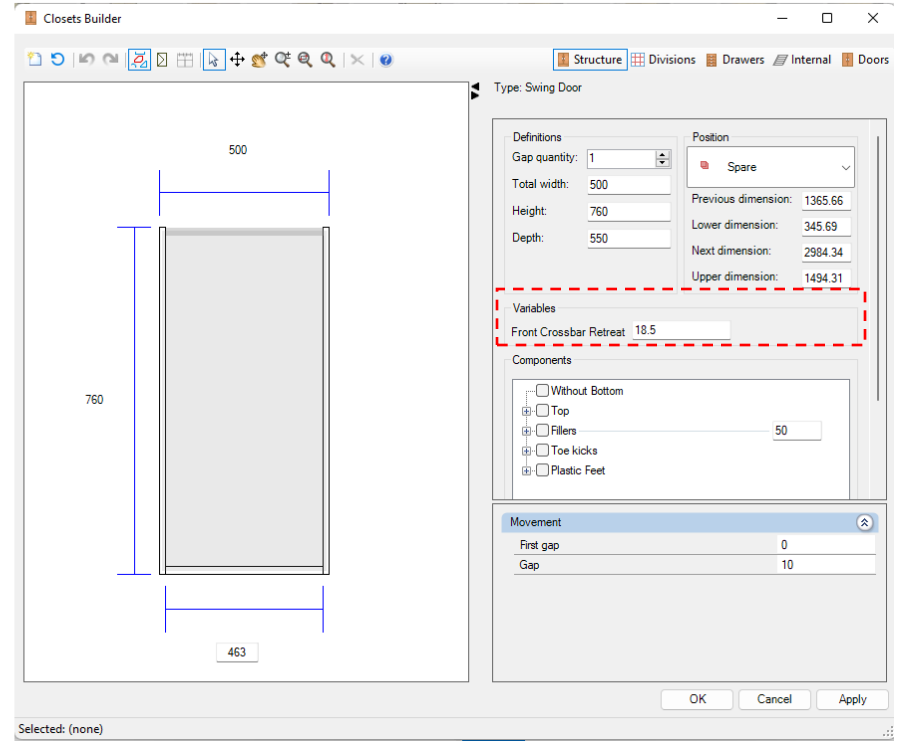 Closets Builder
Structure Divisions Drawers Internal Doors
Type: Swing Door
500
760
463
Definitions
Gap quantity: 1
Total width: 500
Height: 760
Depth: 550
Position
Spare
Previous dimension: 1365.66
Lower dimension: 345.69
Next dimension: 2984.34
Upper dimension: 1494.31
Variables
Front Crossbar Retreat 18.5
Components
Without Bottom
Top
Fillers 50
Toe kicks
Plastic Feet
Movement
First gap 0
Gap 10
OK Cancel Apply
Selected: (none)